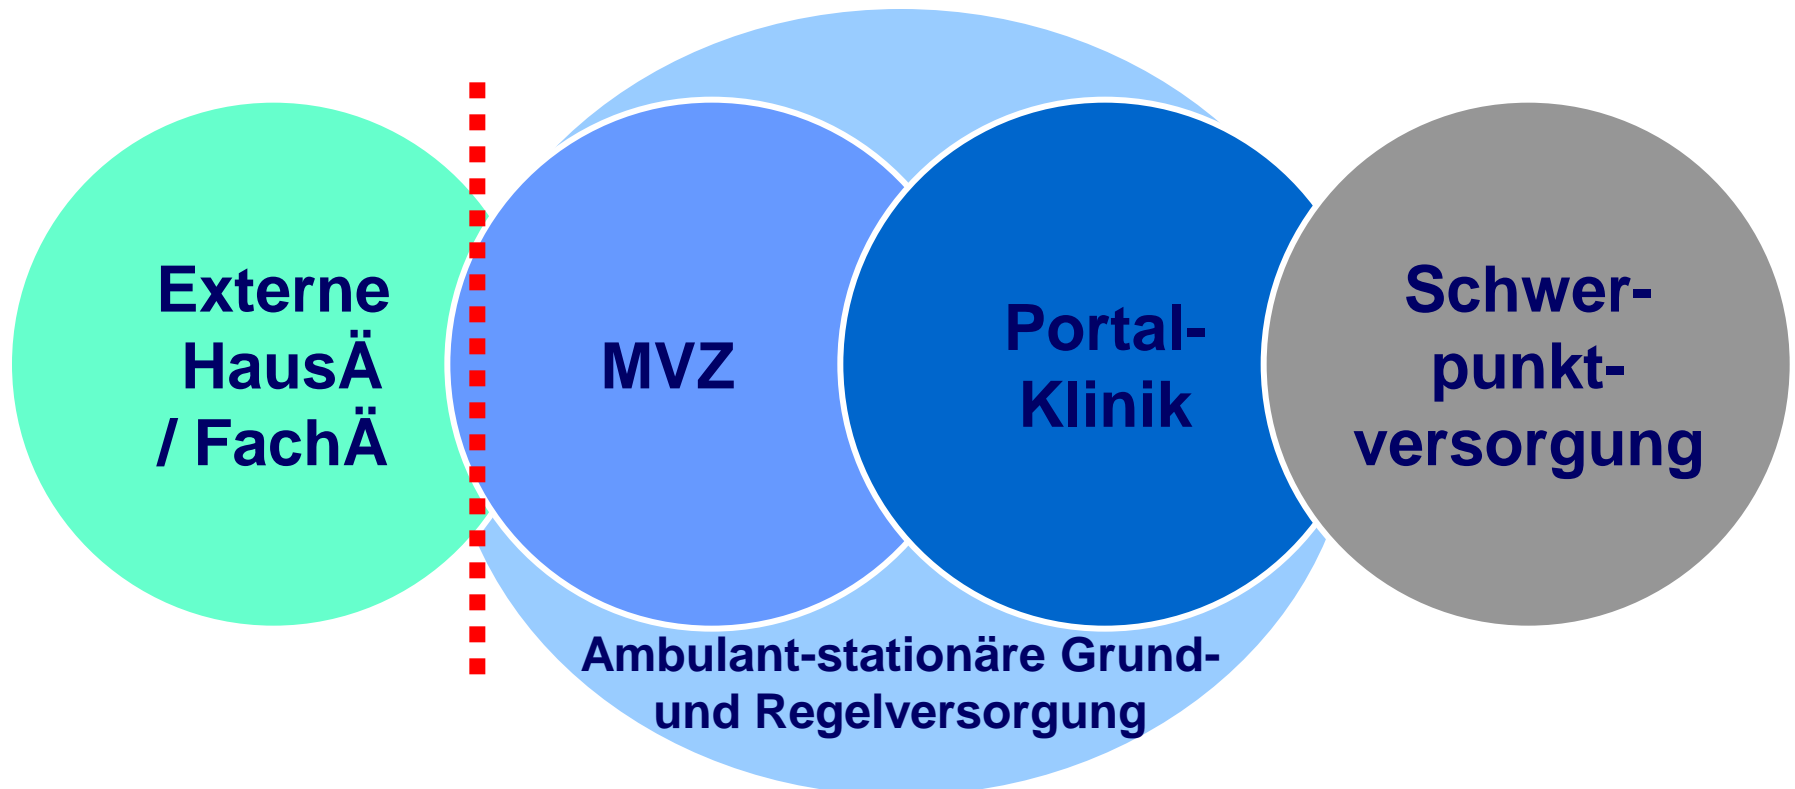 Externe
HausÄ
/ FachÄ
MVZ
Portal-
Klinik
Schwer-
punkt-
versorgung
Ambulant-stationäre Grund-
und Regelversorgung